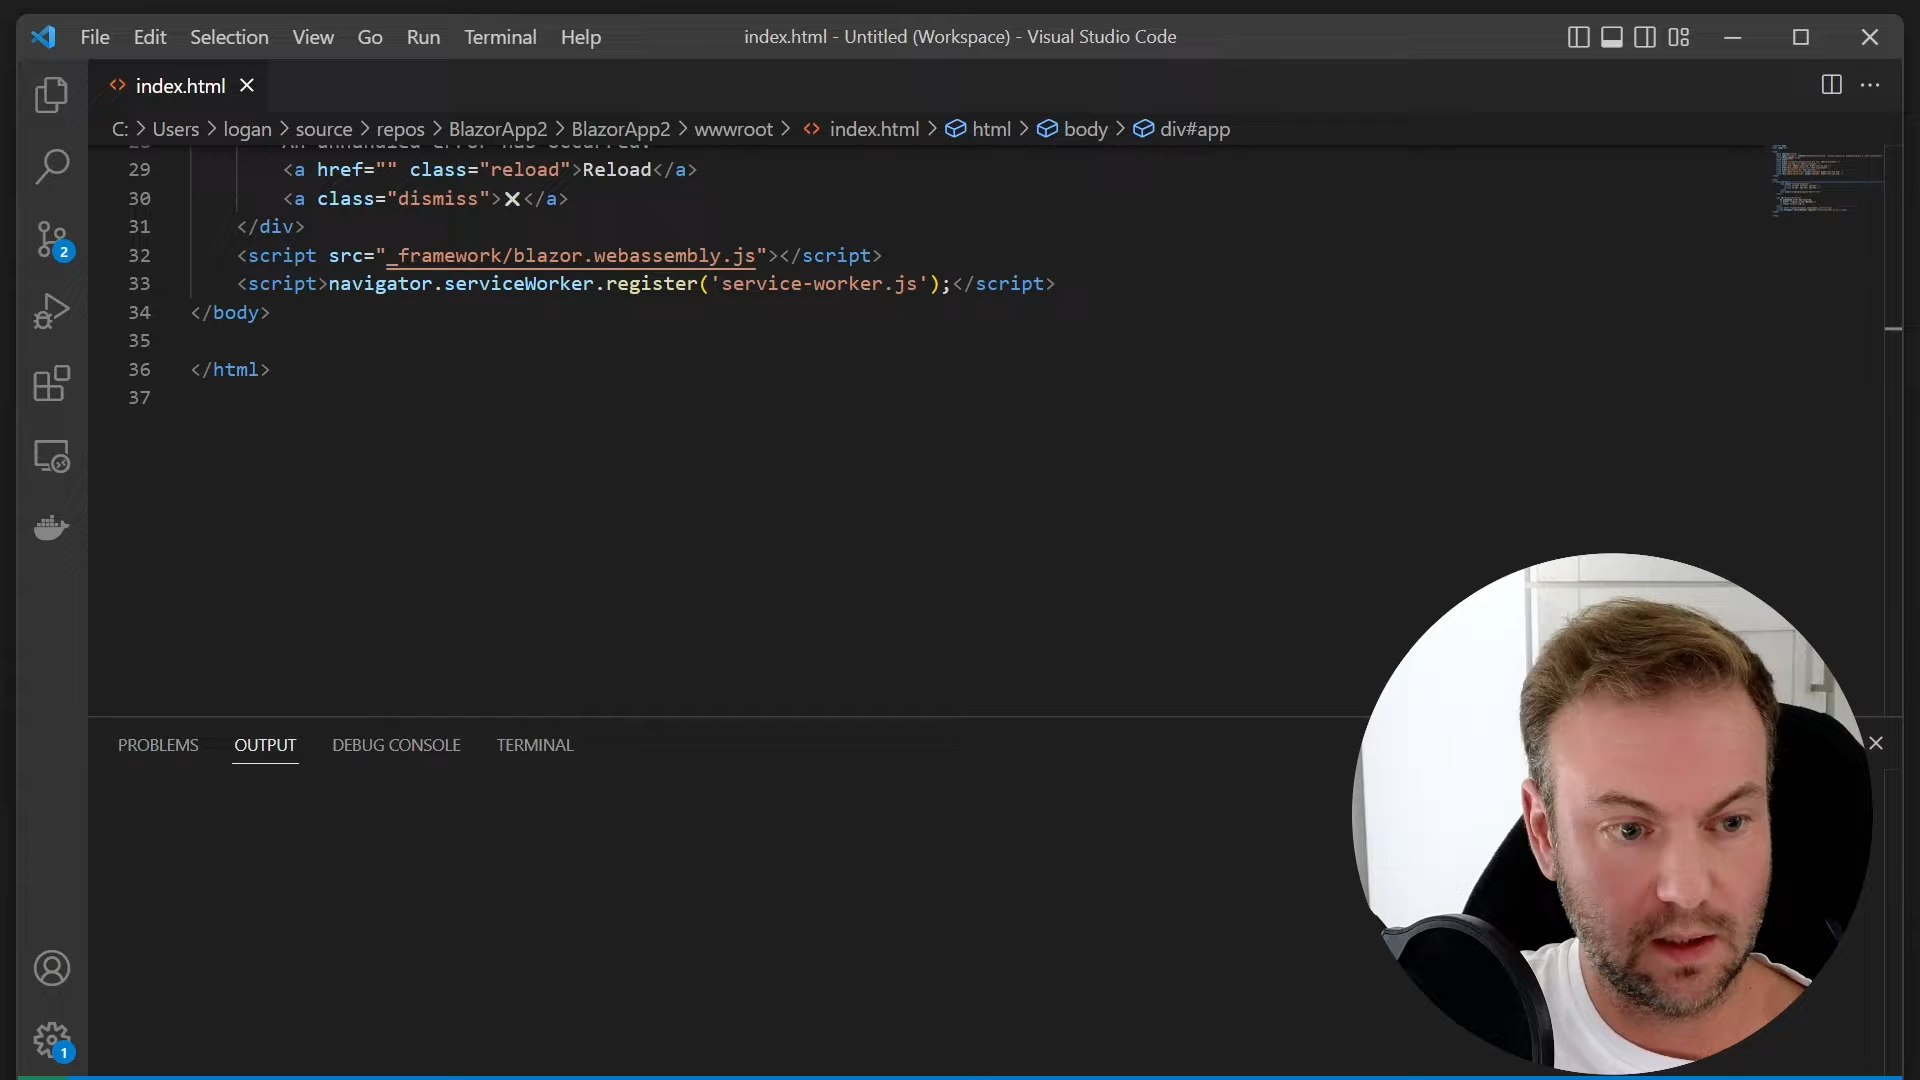 File Edit Selection View Go Run Terminal Help
index.html - Untitled (Workspace) - Visual Studio Code
index.html
C: > Users > logan > source > repos > BlazorApp2 > BlazorApp2 > wwwroot > <> index.html > html > body > div#app
29 <a href="" class="reload">Reload</a>
30 <a class="dismiss">🗙</a>
31 </div>
32 <script src="_framework/blazor.webassembly.js"></script>
33 <script>navigator.serviceWorker.register('service-worker.js');</script>
34 </body>
35
36 </html>
37
2
PROBLEMS OUTPUT DEBUG CONSOLE TERMINAL
1